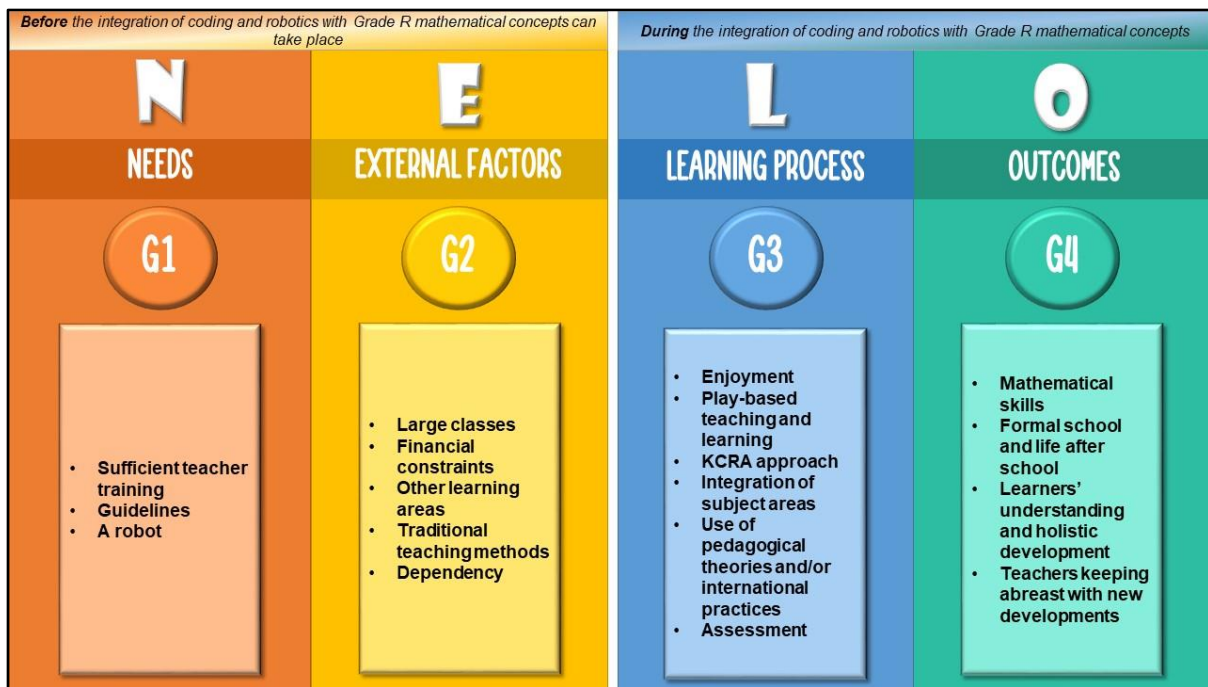 Before the integration of coding and robotics with Grade R mathematical concepts can
take place
During the integration of coding and robotics with Grade R mathematical concepts
N
NEEDS
G1
• Sufficient teacher
training
• Guidelines
• A robot
E
EXTERNAL FACTORS
G2
• Large classes
• Financial
constraints
• Other learning
areas
• Traditional
teaching methods
• Dependency
L
LEARNING PROCESS
G3
• Enjoyment
• Play-based
teaching and
learning
• KCRA approach
• Integration of
subject areas
• Use of
pedagogical
theories and/or
international
practices
• Assessment
O
OUTCOMES
G4
• Mathematical
skills
• Formal school
and life after
school
• Learners'
understanding
and holistic
development
• Teachers keeping
abreast with new
developments